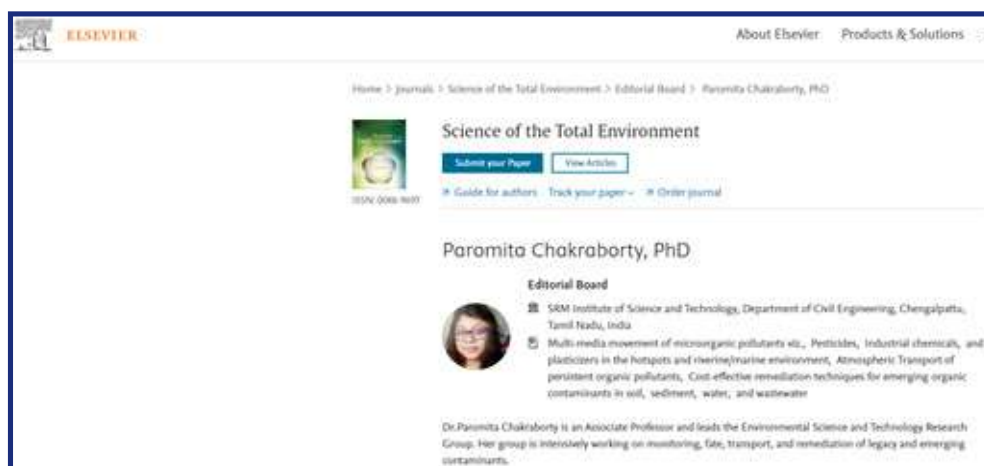 ELSEVIER
About Elsevier Products & Solutions
Home > Journals > Science of the Total Environment > Editorial Board > Paromita Chakraborty, PhD
Science of the Total Environment
Submit your Paper View Articles
Guide for authors Track your paper Order journal
ISSN: 0048-9697
Paromita Chakraborty, PhD
Editorial Board
SRM Institute of Science and Technology, Department of Civil Engineering, Chengalpattu,
Tamil Nadu, India
Multi-media movement of microorganic pollutants viz., Pesticides, Industrial chemicals, and
plasticizers in the hotspots and riverine/marine environment, Atmospheric Transport of
persistent organic pollutants, Cost-effective remediation techniques for emerging organic
contaminants in soil, sediment, water, and wastewater
Dr.Paromita Chakraborty is an Associate Professor and leads the Environmental Science and Technology Research
Group. Her group is intensively working on monitoring, fate, transport, and remediation of legacy and emerging
contaminants.